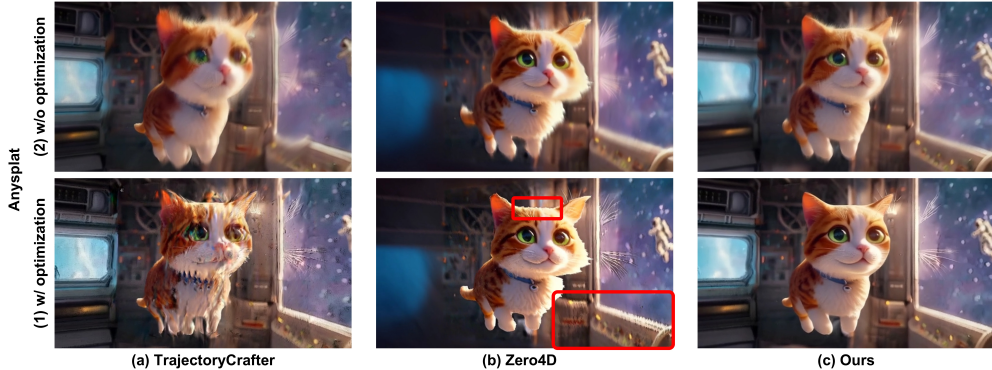 Anysplat
(2) w/o optimization
(1) w/ optimization
(a) TrajectoryCrafter
(b) Zero4D
(c) Ours